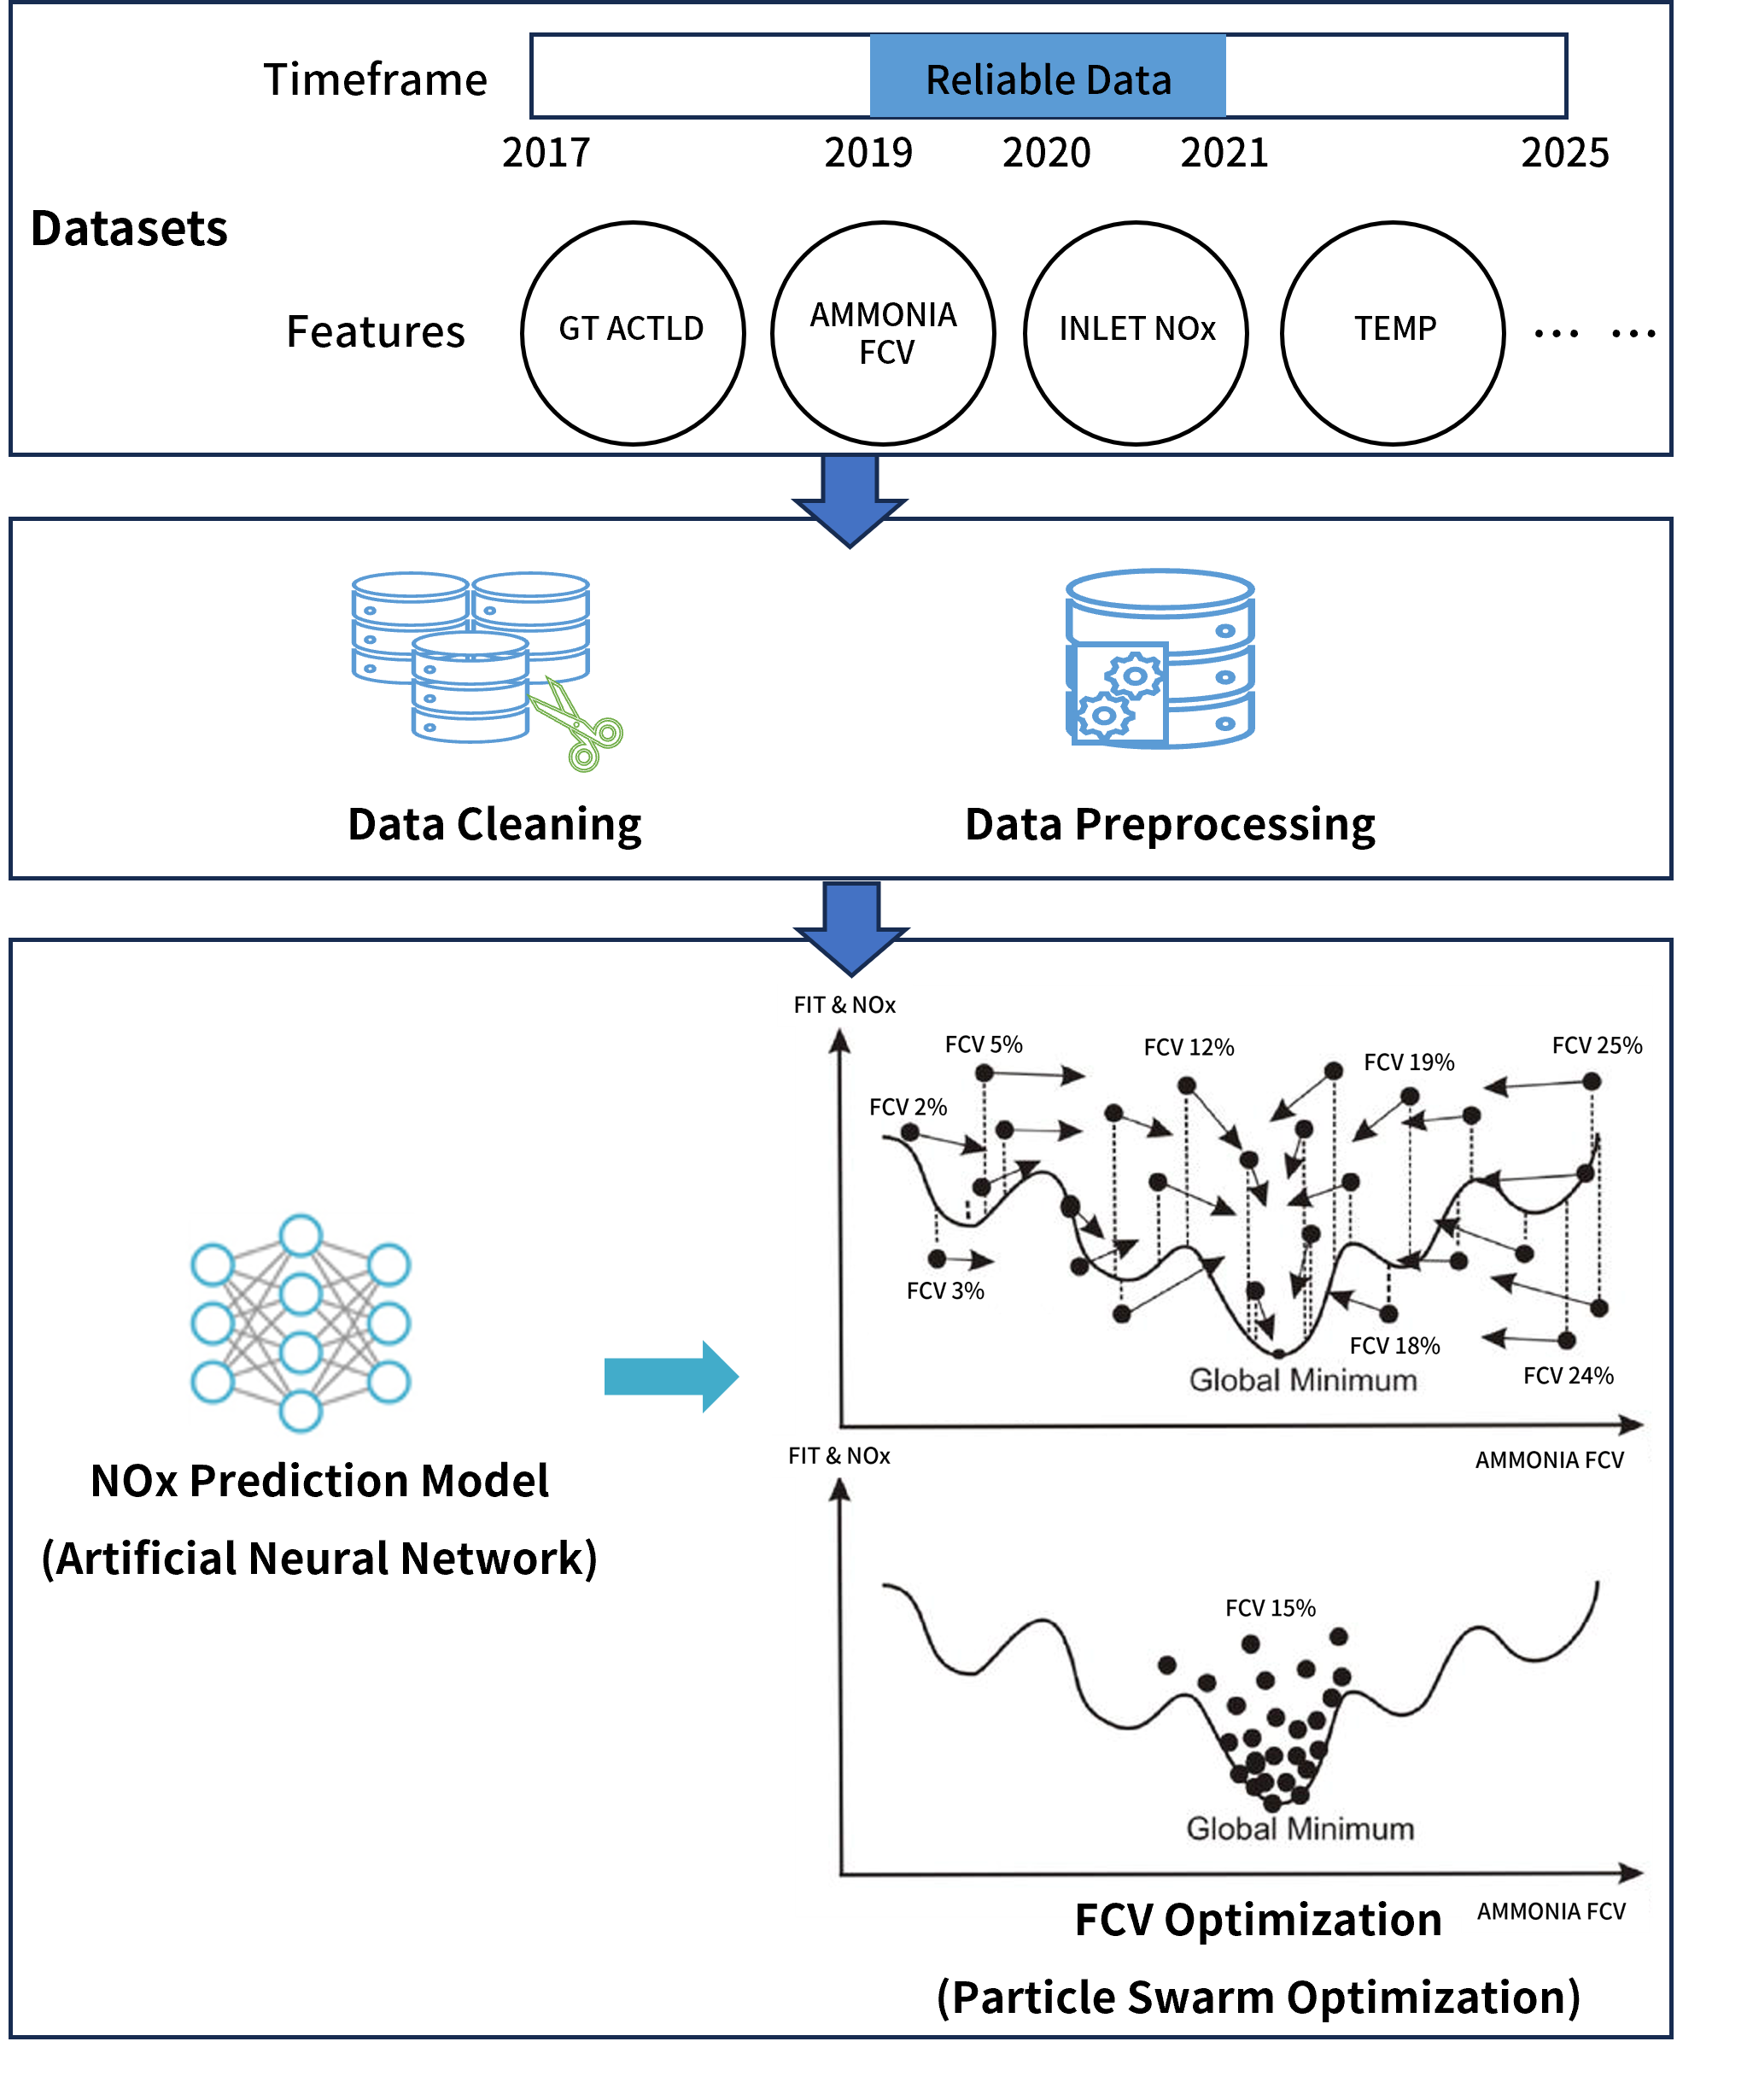 Timeframe
Reliable Data
2017 2019 2020 2021 2025
Datasets
Features
GT ACTLD
AMMONIA
FCV
INLET NOx
TEMP
... ...
Data Cleaning
Data Preprocessing
FIT & NOx
FCV 5%
FCV 12%
FCV 19%
FCV 25%
FCV 2%
FCV 3%
FCV 18%
FCV 24%
Global Minimum
AMMONIA FCV
NOx Prediction Model
(Artificial Neural Network)
FIT & NOx
FCV 15%
Global Minimum
AMMONIA FCV
FCV Optimization
(Particle Swarm Optimization)